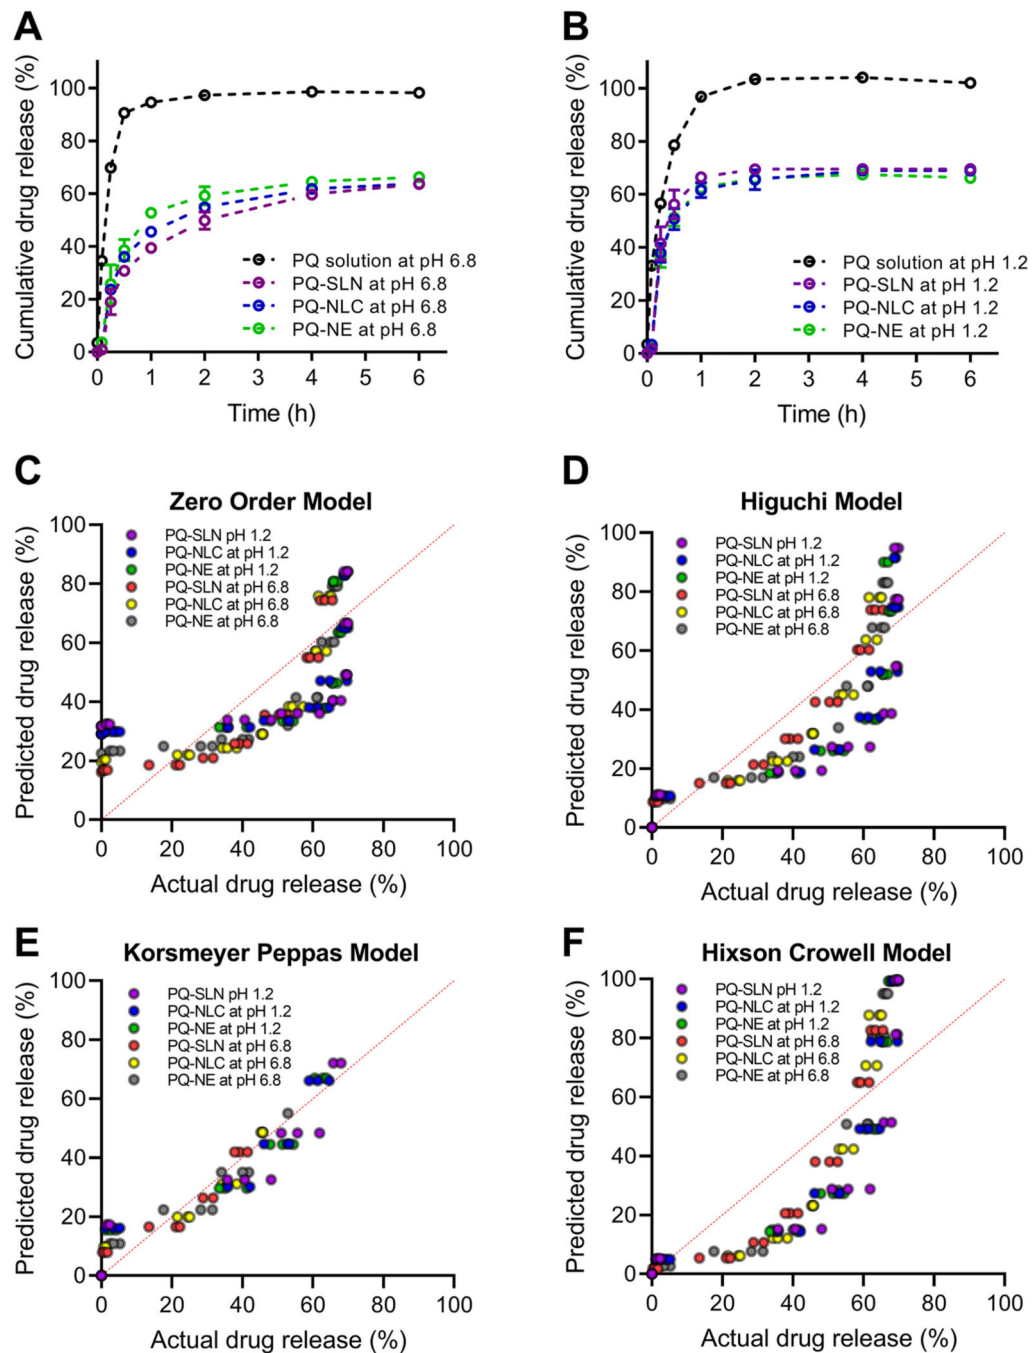 A
Cumulative drug release (%)
100
80
60
40
20
0
PQ solution at pH 6.8
PQ-SLN at pH 6.8
PQ-NLC at pH 6.8
PQ-NE at pH 6.8
0 1 2 3 4 5 6
Time (h)
B
Cumulative drug release (%)
100
80
60
40
20
0
PQ solution at pH 1.2
PQ-SLN at pH 1.2
PQ-NLC at pH 1.2
PQ-NE at pH 1.2
0 1 2 3 4 5 6
Time (h)
C
Zero Order Model
Predicted drug release (%)
100
80
60
40
20
0
PQ-SLN pH 1.2
PQ-NLC at pH 1.2
PQ-NE at pH 1.2
PQ-SLN at pH 6.8
PQ-NLC at pH 6.8
PQ-NE at pH 6.8
0 20 40 60 80 100
Actual drug release (%)
D
Higuchi Model
Predicted drug release (%)
100
80
60
40
20
0
PQ-SLN pH 1.2
PQ-NLC at pH 1.2
PQ-NE at pH 1.2
PQ-SLN at pH 6.8
PQ-NLC at pH 6.8
PQ-NE at pH 6.8
0 20 40 60 80 100
Actual drug release (%)
E
Korsmeyer Peppas Model
Predicted drug release (%)
100
80
60
40
20
0
PQ-SLN pH 1.2
PQ-NLC at pH 1.2
PQ-NE at pH 1.2
PQ-SLN at pH 6.8
PQ-NLC at pH 6.8
PQ-NE at pH 6.8
0 20 40 60 80 100
Actual drug release (%)
F
Hixson Crowell Model
Predicted drug release (%)
100
80
60
40
20
0
PQ-SLN pH 1.2
PQ-NLC at pH 1.2
PQ-NE at pH 1.2
PQ-SLN at pH 6.8
PQ-NLC at pH 6.8
PQ-NE at pH 6.8
0 20 40 60 80 100
Actual drug release (%)